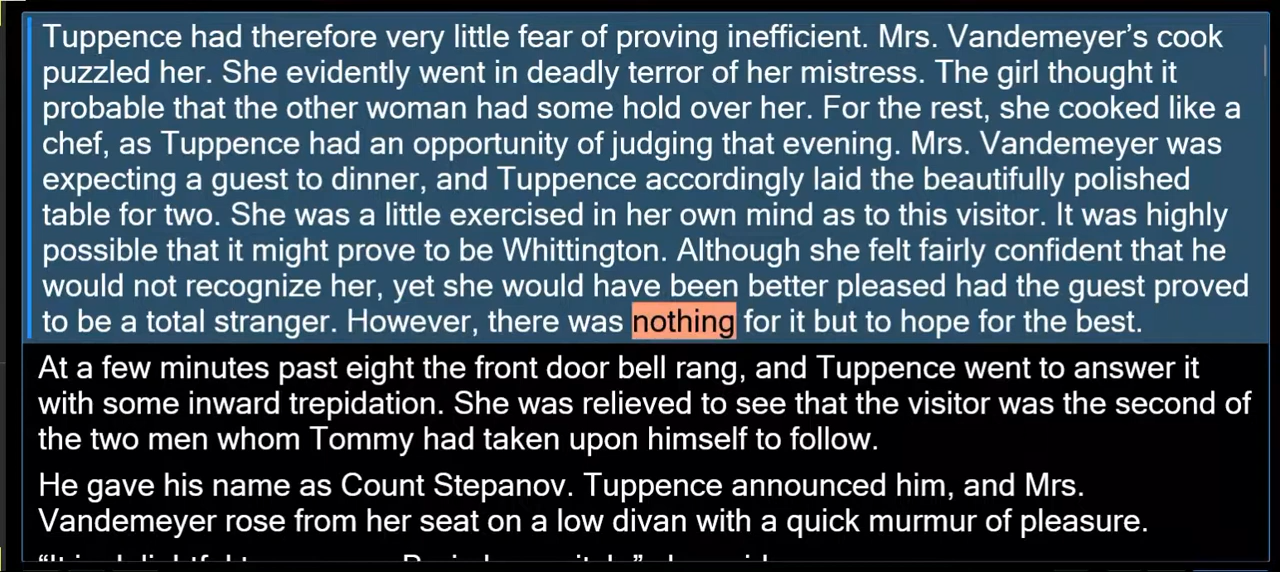 Tuppence had therefore very little fear of proving inefficient. Mrs. Vandemeyer’s cook
puzzled her. She evidently went in deadly terror of her mistress. The girl thought it
probable that the other woman had some hold over her. For the rest, she cooked like a
chef, as Tuppence had an opportunity of judging that evening. Mrs. Vandemeyer was
expecting a guest to dinner, and Tuppence accordingly laid the beautifully polished
table for two. She was a little exercised in her own mind as to this visitor. It was highly
possible that it might prove to be Whittington. Although she felt fairly confident that he
would not recognize her, yet she would have been better pleased had the guest proved
to be a total stranger. However, there was nothing for it but to hope for the best.
At a few minutes past eight the front door bell rang, and Tuppence went to answer it
with some inward trepidation. She was relieved to see that the visitor was the second of
the two men whom Tommy had taken upon himself to follow.
He gave his name as Count Stepanov. Tuppence announced him, and Mrs.
Vandemeyer rose from her seat on a low divan with a quick murmur of pleasure.